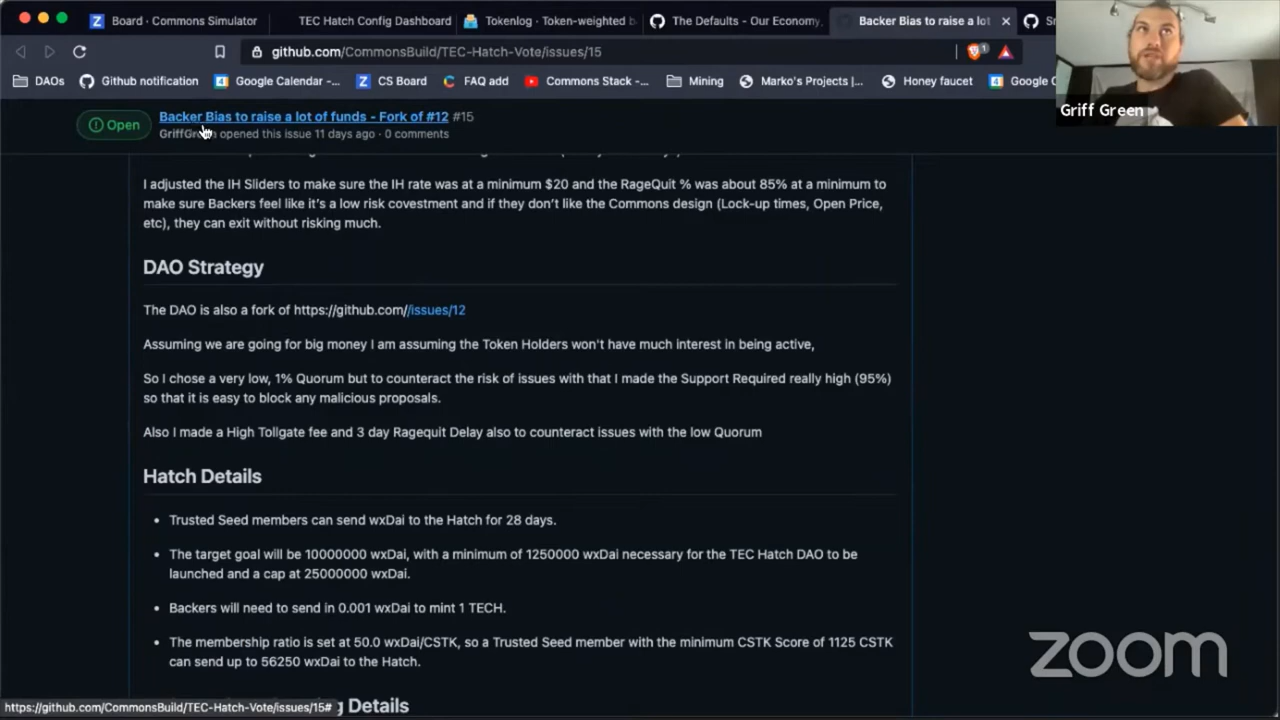 Board · Commons Simulator
TEC Hatch Config Dashboard
Tokenlog · Token-weighted b
The Defaults - Our Economy,
Backer Bias to raise a lot of
github.com/CommonsBuild/TEC-Hatch-Vote/issues/15
1
DAOs
Github notification
Google Calendar -...
CS Board
FAQ add
Commons Stack -...
Mining
Marko's Projects |...
Honey faucet
Griff Green
Open
Backer Bias to raise a lot of funds - Fork of #12 #15
GriffGreen opened this issue 11 days ago · 0 comments
I adjusted the IH Sliders to make sure the IH rate was at a minimum $20 and the RageQuit % was about 85% at a minimum to
make sure Backers feel like it's a low risk covestment and if they don't like the Commons design (Lock-up times, Open Price,
etc), they can exit without risking much.
DAO Strategy
The DAO is also a fork of https://github.com//issues/12
Assuming we are going for big money I am assuming the Token Holders won't have much interest in being active,
So I chose a very low, 1% Quorum but to counteract the risk of issues with that I made the Support Required really high (95%)
so that it is easy to block any malicious proposals.
Also I made a High Tollgate fee and 3 day Ragequit Delay also to counteract issues with the low Quorum
Hatch Details
• Trusted Seed members can send wxDai to the Hatch for 28 days.
• The target goal will be 10000000 wxDai, with a minimum of 1250000 wxDai necessary for the TEC Hatch DAO to be
launched and a cap at 25000000 wxDai.
• Backers will need to send in 0.001 wxDai to mint 1 TECH.
• The membership ratio is set at 50.0 wxDai/CSTK, so a Trusted Seed member with the minimum CSTK Score of 1125 CSTK
can send up to 56250 wxDai to the Hatch.
zoom
https://github.com/CommonsBuild/TEC-Hatch-Vote/issues/15#
Details